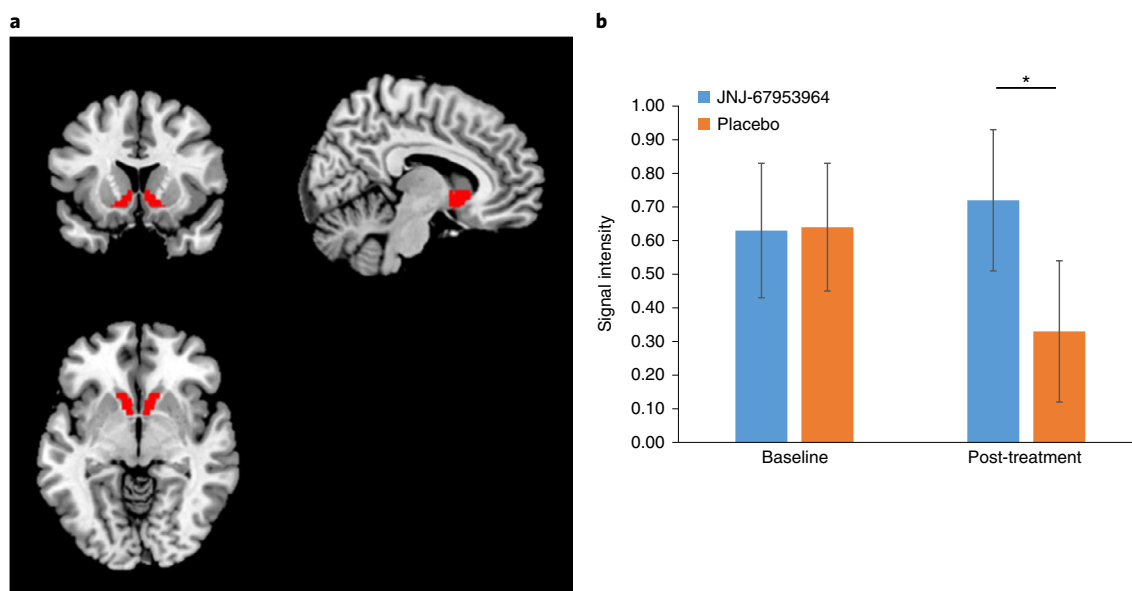 a
b
*
JNJ-67953964
Placebo
1.00
0.90
0.80
0.70
0.60
0.50
0.40
0.30
0.20
0.10
0.00
Signal intensity
Baseline
Post-treatment